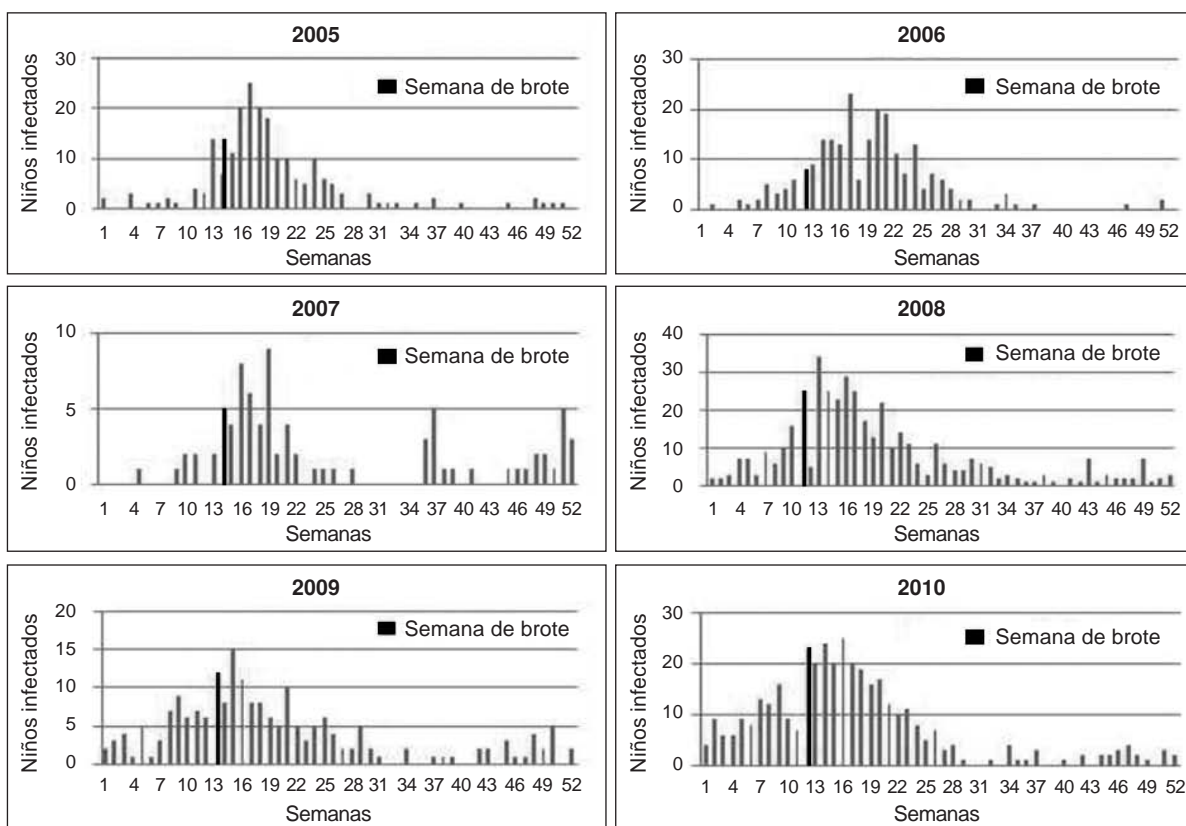 2005
30
20
10
0
Niños infectados
Semana de brote
1 4 7 10 13 16 19 22 25 28 31 34 37 40 43 46 49 52
Semanas
2006
30
20
10
0
Niños infectados
Semana de brote
1 4 7 10 13 16 19 22 25 28 31 34 37 40 43 46 49 52
Semanas
2007
10
5
0
Niños infectados
Semana de brote
1 4 7 10 13 16 19 22 25 28 31 34 37 40 43 46 49 52
Semanas
2008
40
30
20
10
0
Niños infectados
Semana de brote
1 4 7 10 13 16 19 22 25 28 31 34 37 40 43 46 49 52
Semanas
2009
20
15
10
5
0
Niños infectados
Semana de brote
1 4 7 10 13 16 19 22 25 28 31 34 37 40 43 46 49 52
Semanas
2010
30
20
10
0
Niños infectados
Semana de brote
1 4 7 10 13 16 19 22 25 28 31 34 37 40 43 46 49 52
Semanas